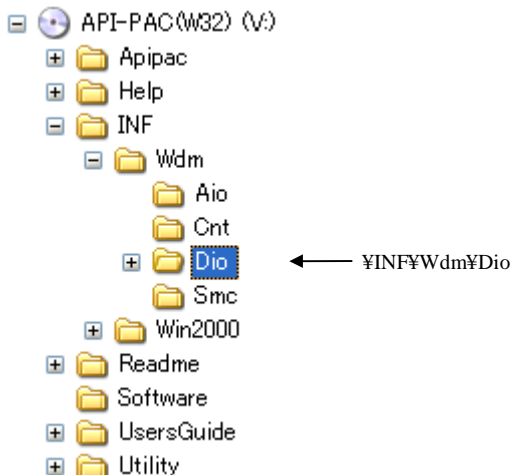 API-PAC(W32) (V:)
Apipac
Help
INF
Wdm
Aio
Cnt
Dio
¥INF¥Wdm¥Dio
Smc
Win2000
Readme
Software
UsersGuide
Utility